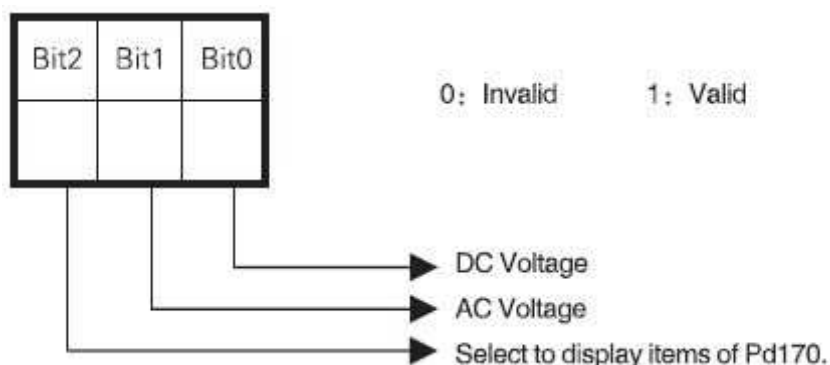 Bit2 Bit1 Bit0
0: Invalid 1: Valid
DC Voltage
AC Voltage
Select to display items of Pd170.